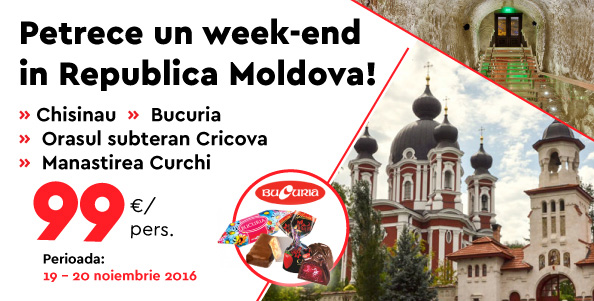 Petrece un week-end
in Republica Moldova!
» Chisinau » Bucuria
» Orasul subteran Cricova
» Manastirea Curchi
99 €/
pers.
Perioada:
19 – 20 noiembrie 2016
BUCURIA
BUCURIA